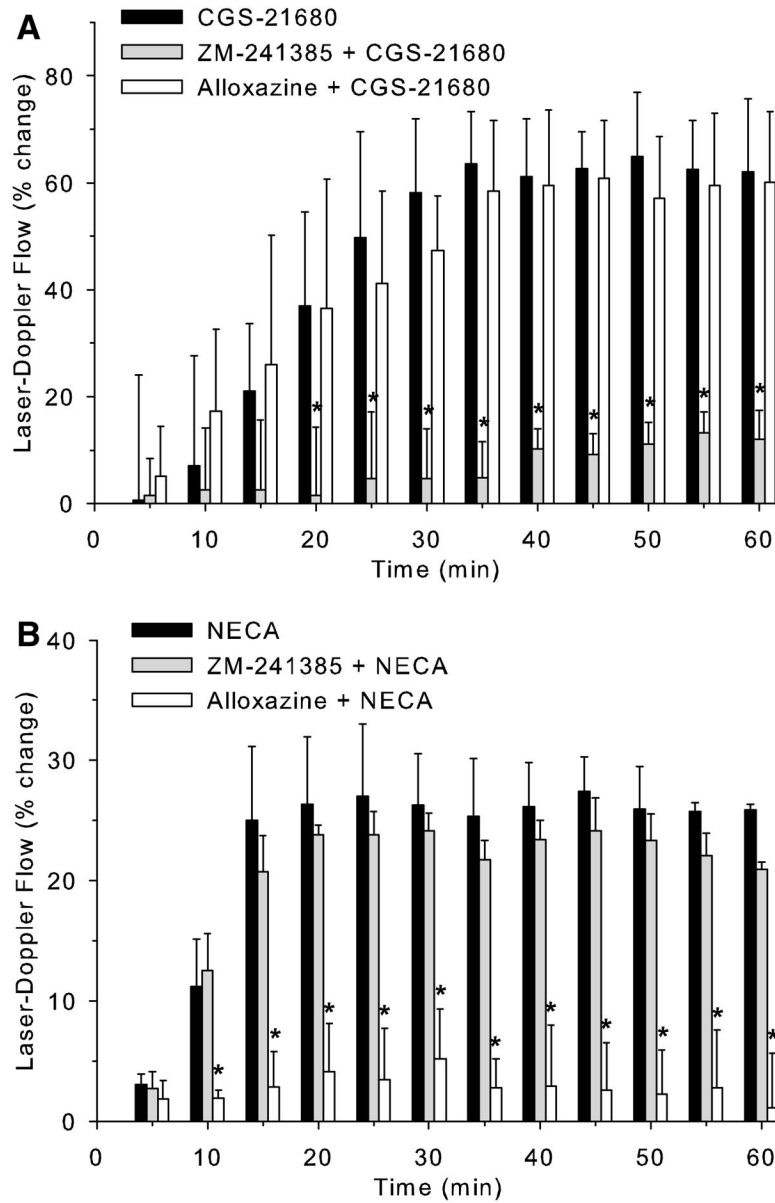 A
CGS-21680
ZM-241385 + CGS-21680
Alloxazine + CGS-21680
Laser-Doppler Flow (% change)
80
60
40
20
0
* * * * * * * * *
0 10 20 30 40 50 60
Time (min)
B
NECA
ZM-241385 + NECA
Alloxazine + NECA
Laser-Doppler Flow (% change)
40
30
20
10
0
* * * * * * * * * * *
0 10 20 30 40 50 60
Time (min)